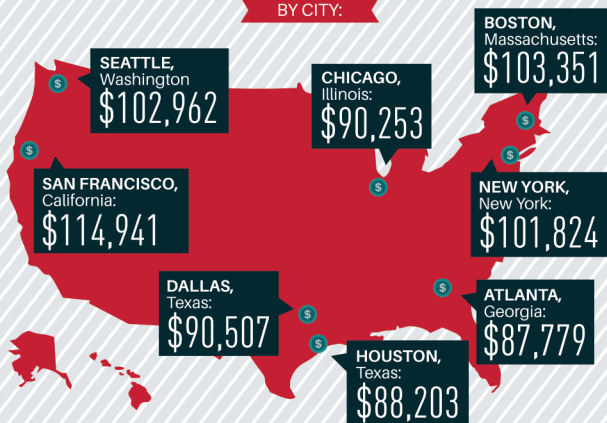 BY CITY:
SEATTLE,
Washington
$102,962
CHICAGO,
Illinois:
$90,253
BOSTON,
Massachusetts:
$103,351
SAN FRANCISCO,
California:
$114,941
NEW YORK,
New York:
$101,824
DALLAS,
Texas:
$90,507
ATLANTA,
Georgia:
$87,779
HOUSTON,
Texas:
$88,203
$
$
$
$
$
$
$
$